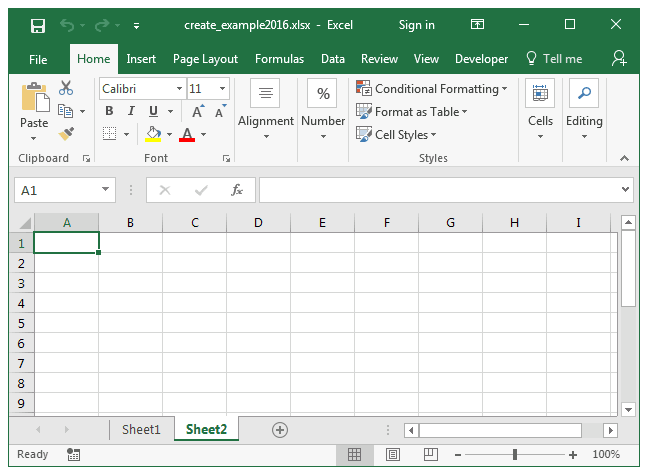 create_example2016.xlsx - Excel Sign in
File Home Insert Page Layout Formulas Data Review View Developer Tell me
Calibri 11 % Conditional Formatting
Paste B I U A A Alignment Number Format as Table Cells Editing
A Cell Styles
Clipboard Font Styles
A1 fx
A B C D E F G H I
1
2
3
4
5
6
7
8
9
Sheet1 Sheet2
Ready 100%